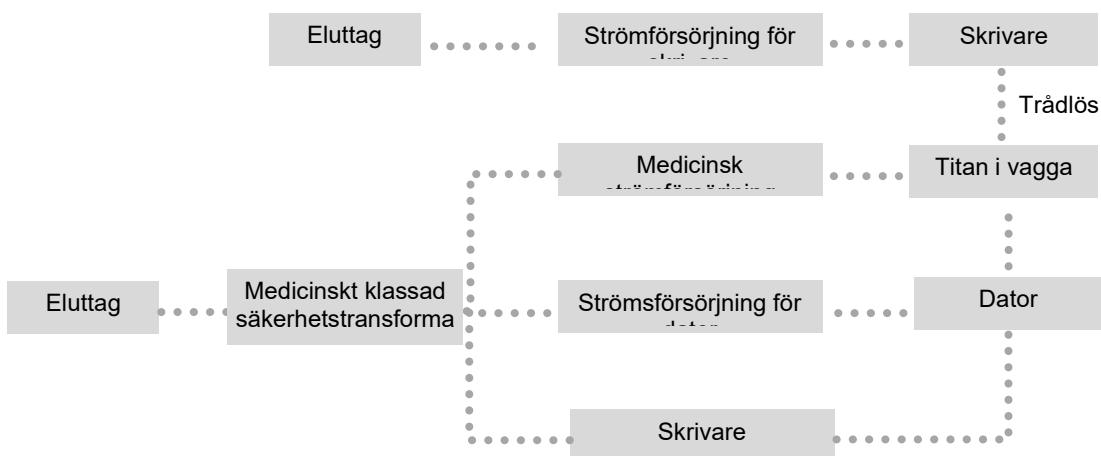 Eluttag
Strömförsörjning för
Skrivare
Trådlös
Medicinsk
Titan i vagga
Eluttag
Medicinskt klassad
säkerhetstransforma
Strömsförsörjning för
Dator
Skrivare